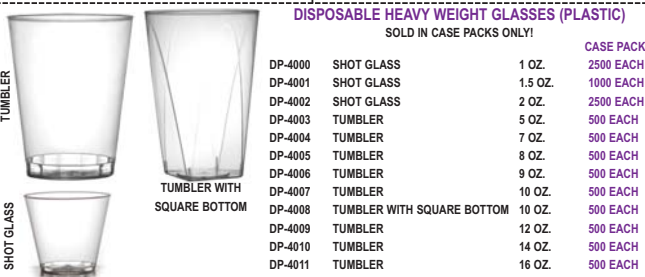 DISPOSABLE HEAVY WEIGHT GLASSES (PLASTIC)
SOLD IN CASE PACKS ONLY!
CASE PACK
DP-4000 SHOT GLASS 1 OZ. 2500 EACH
DP-4001 SHOT GLASS 1.5 OZ. 1000 EACH
DP-4002 SHOT GLASS 2 OZ. 2500 EACH
DP-4003 TUMBLER 5 OZ. 500 EACH
DP-4004 TUMBLER 7 OZ. 500 EACH
DP-4005 TUMBLER 8 OZ. 500 EACH
DP-4006 TUMBLER 9 OZ. 500 EACH
DP-4007 TUMBLER 10 OZ. 500 EACH
DP-4008 TUMBLER WITH SQUARE BOTTOM 10 OZ. 500 EACH
DP-4009 TUMBLER 12 OZ. 500 EACH
DP-4010 TUMBLER 14 OZ. 500 EACH
DP-4011 TUMBLER 16 OZ. 500 EACH
TUMBLER
TUMBLER WITH
SQUARE BOTTOM
SHOT GLASS